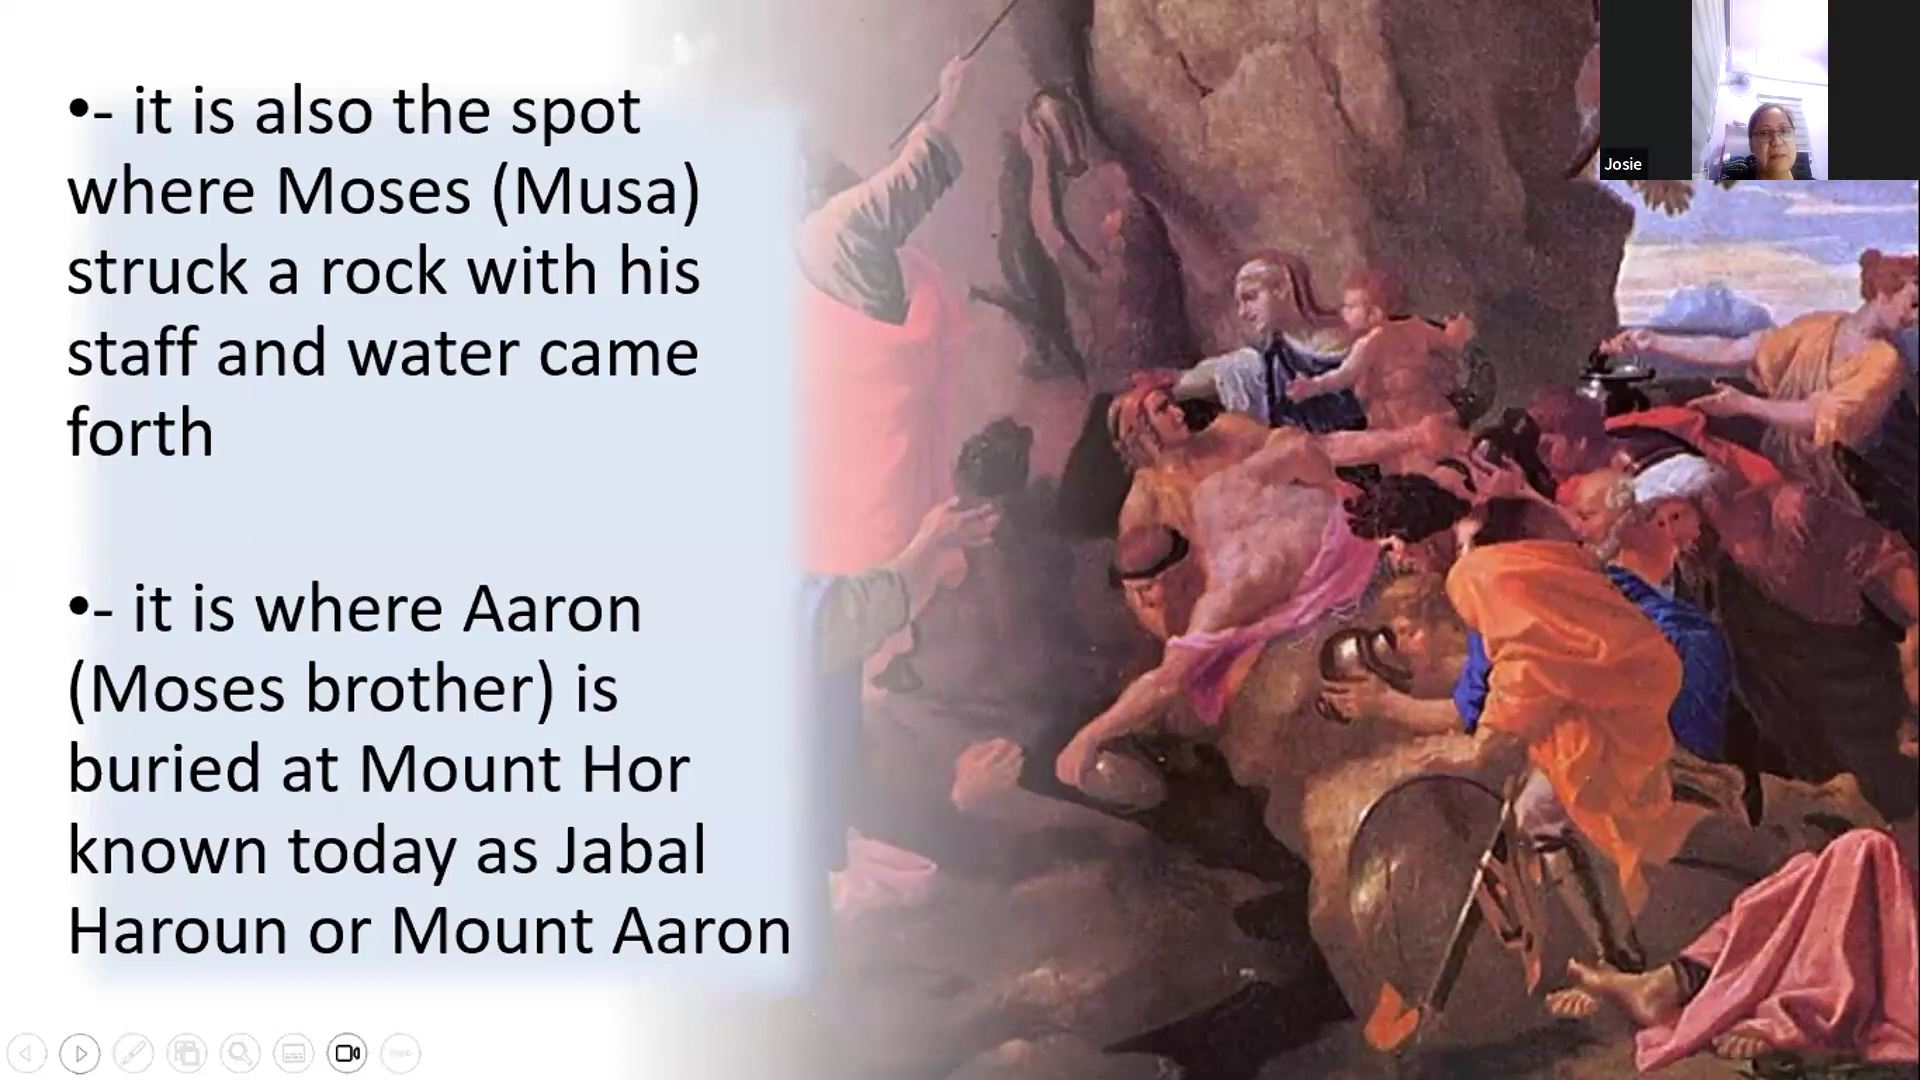 •- it is also the spot
where Moses (Musa)
struck a rock with his
staff and water came
forth
•- it is where Aaron
(Moses brother) is
buried at Mount Hor
known today as Jabal
Haroun or Mount Aaron
Josie